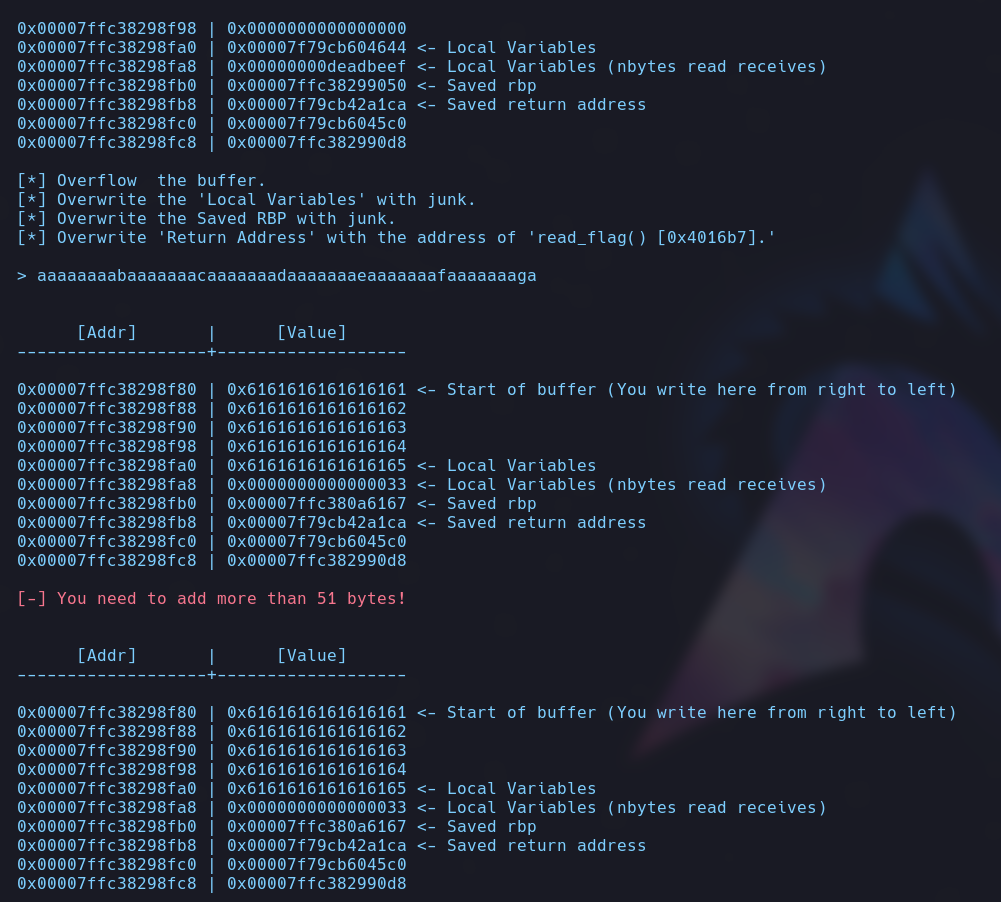 0x00007ffc38298f98 | 0x0000000000000000
0x00007ffc38298fa0 | 0x00007f79cb604644 <- Local Variables
0x00007ffc38298fa8 | 0x00000000deadbeef <- Local Variables (nbytes read receives)
0x00007ffc38298fb0 | 0x00007ffc38299050 <- Saved rbp
0x00007ffc38298fb8 | 0x00007f79cb42a1ca <- Saved return address
0x00007ffc38298fc0 | 0x00007f79cb6045c0
0x00007ffc38298fc8 | 0x00007ffc382990d8
[*] Overflow  the buffer.
[*] Overwrite the 'Local Variables' with junk.
[*] Overwrite the Saved RBP with junk.
[*] Overwrite 'Return Address' with the address of 'read_flag() [0x4016b7].'
> aaaaaaaabaaaaaaacaaaaaaadaaaaaaaeaaaaaaafaaaaaaaga
[Addr]       |      [Value]
-------------------+-------------------
0x00007ffc38298f80 | 0x6161616161616161 <- Start of buffer (You write here from right to left)
0x00007ffc38298f88 | 0x6161616161616162
0x00007ffc38298f90 | 0x6161616161616163
0x00007ffc38298f98 | 0x6161616161616164
0x00007ffc38298fa0 | 0x6161616161616165 <- Local Variables
0x00007ffc38298fa8 | 0x0000000000000033 <- Local Variables (nbytes read receives)
0x00007ffc38298fb0 | 0x00007ffc380a6167 <- Saved rbp
0x00007ffc38298fb8 | 0x00007f79cb42a1ca <- Saved return address
0x00007ffc38298fc0 | 0x00007f79cb6045c0
0x00007ffc38298fc8 | 0x00007ffc382990d8
[-] You need to add more than 51 bytes!
[Addr]       |      [Value]
-------------------+-------------------
0x00007ffc38298f80 | 0x6161616161616161 <- Start of buffer (You write here from right to left)
0x00007ffc38298f88 | 0x6161616161616162
0x00007ffc38298f90 | 0x6161616161616163
0x00007ffc38298f98 | 0x6161616161616164
0x00007ffc38298fa0 | 0x6161616161616165 <- Local Variables
0x00007ffc38298fa8 | 0x0000000000000033 <- Local Variables (nbytes read receives)
0x00007ffc38298fb0 | 0x00007ffc380a6167 <- Saved rbp
0x00007ffc38298fb8 | 0x00007f79cb42a1ca <- Saved return address
0x00007ffc38298fc0 | 0x00007f79cb6045c0
0x00007ffc38298fc8 | 0x00007ffc382990d8